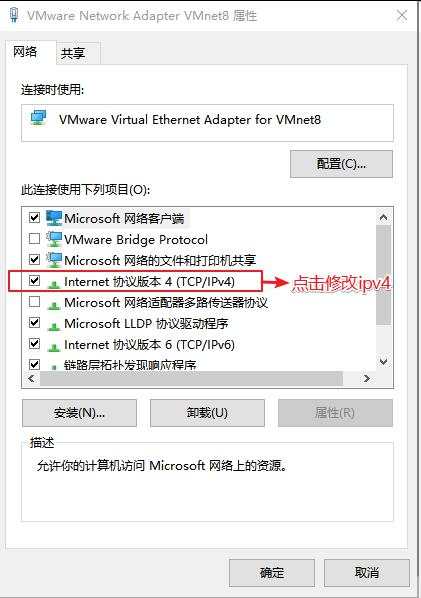 VMware Network Adapter VMnet8 属性
网络
共享
连接时使用:
VMware Virtual Ethernet Adapter for VMnet8
配置(C)...
此连接使用下列项目(O):
Microsoft 网络客户端
VMware Bridge Protocol
Microsoft 网络的文件和打印机共享
Internet 协议版本 4 (TCP/IPv4)
点击修改ipv4
Microsoft 网络适配器多路传送器协议
Microsoft LLDP 协议驱动程序
Internet 协议版本 6 (TCP/IPv6)
链路层拓扑发现响应程序
安装(N)...
卸载(U)
属性(R)
描述
允许你的计算机访问 Microsoft 网络上的资源。
确定
取消